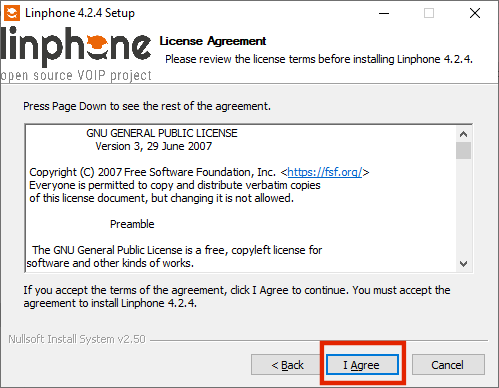 Linphone 4.2.4 Setup
linphone
open source VOIP project
License Agreement
Please review the license terms before installing Linphone 4.2.4.
Press Page Down to see the rest of the agreement.
GNU GENERAL PUBLIC LICENSE
Version 3, 29 June 2007
Copyright (C) 2007 Free Software Foundation, Inc. <https://fsf.org/>
Everyone is permitted to copy and distribute verbatim copies
of this license document, but changing it is not allowed.
Preamble
The GNU General Public License is a free, copyleft license for
software and other kinds of works.
If you accept the terms of the agreement, click I Agree to continue. You must accept the
agreement to install Linphone 4.2.4.
Nullsoft Install System v2.50
< Back
I Agree
Cancel